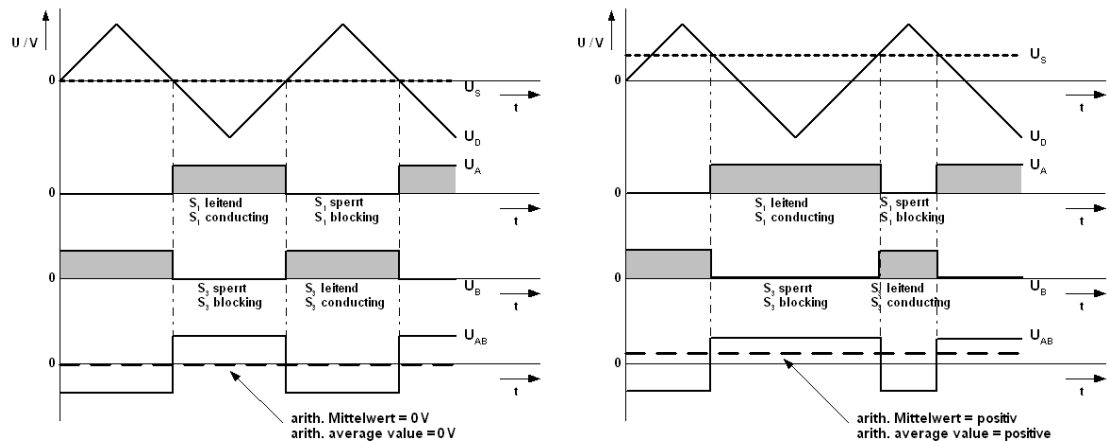 U / V
0
U_S
t
U_D
U_A
0
S_1 leitend
S_1 conducting
S_1 sperrt
S_1 blocking
t
0
U_B
S_3 sperrt
S_3 blocking
S_3 leitend
S_3 conducting
t
U_AB
0
t
arith. Mittelwert = 0 V
arith. average value = 0 V
U / V
U_S
0
t
U_D
U_A
0
S_1 leitend
S_1 conducting
S_1 sperrt
S_1 blocking
t
0
U_B
S_3 sperrt
S_3 blocking
S_3 leitend
S_3 conducting
t
U_AB
0
t
arith. Mittelwert = positiv
arith. average value = positive